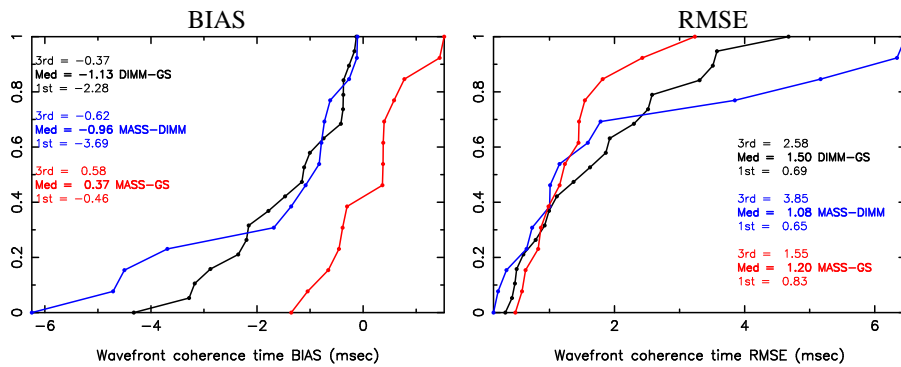 BIAS
RMSE
3rd = −0.37
Med = −1.13 DIMM-GS
1st = −2.28
3rd = −0.62
Med = −0.96 MASS-DIMM
1st = −3.69
3rd = 0.58
Med = 0.37 MASS-GS
1st = −0.46
1
0.8
0.6
0.4
0.2
0
−6 −4 −2 0
Wavefront coherence time BIAS (msec)
3rd = 2.58
Med = 1.50 DIMM-GS
1st = 0.69
3rd = 3.85
Med = 1.08 MASS-DIMM
1st = 0.65
3rd = 1.55
Med = 1.20 MASS-GS
1st = 0.83
1
0.8
0.6
0.4
0.2
0
2 4 6
Wavefront coherence time RMSE (msec)